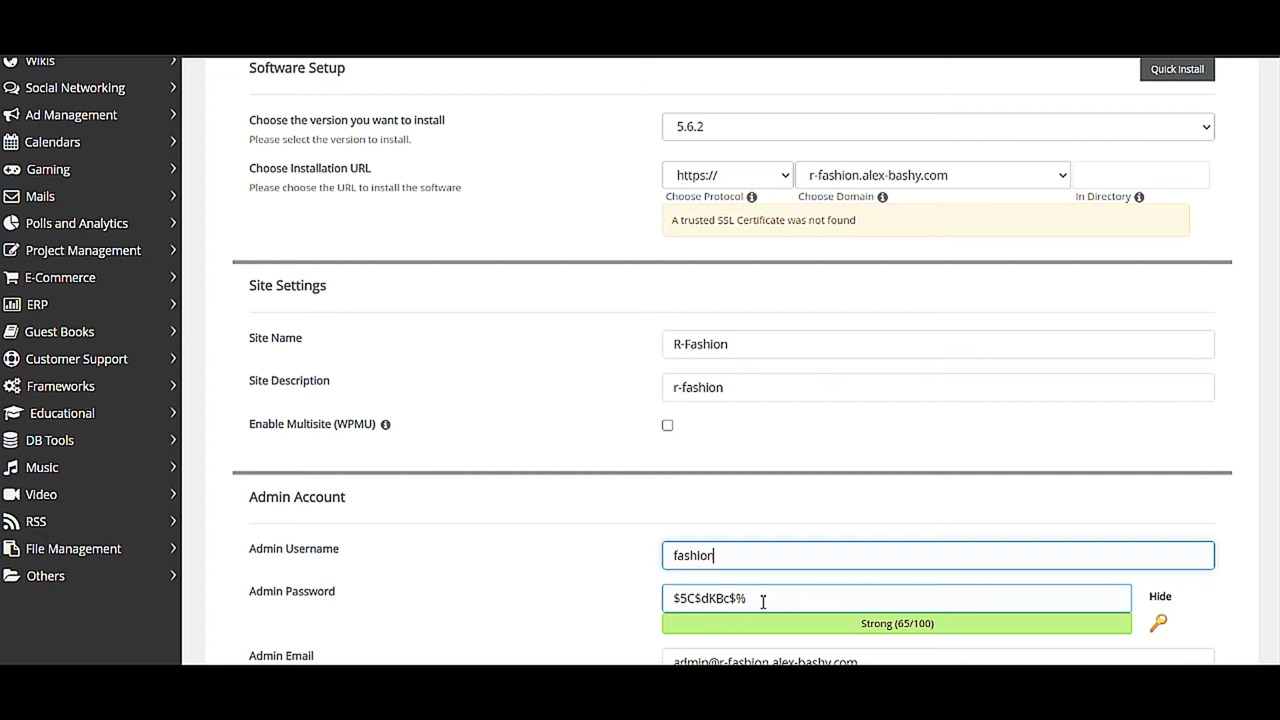 Wikis
Social Networking
Ad Management
Calendars
Gaming
Mails
Polls and Analytics
Project Management
E-Commerce
ERP
Guest Books
Customer Support
Frameworks
Educational
DB Tools
Music
Video
RSS
File Management
Others
Software Setup
Quick Install
Choose the version you want to install
Please select the version to install.
5.6.2
Choose Installation URL
Please choose the URL to install the software
https://
r-fashion.alex-bashy.com
Choose Protocol
Choose Domain
In Directory
A trusted SSL Certificate was not found
Site Settings
Site Name
R-Fashion
Site Description
r-fashion
Enable Multisite (WPMU)
Admin Account
Admin Username
fashior
Admin Password
$5C$dKBc$%
Hide
Strong (65/100)
Admin Email
admin@r-fashion.alex-bashy.com